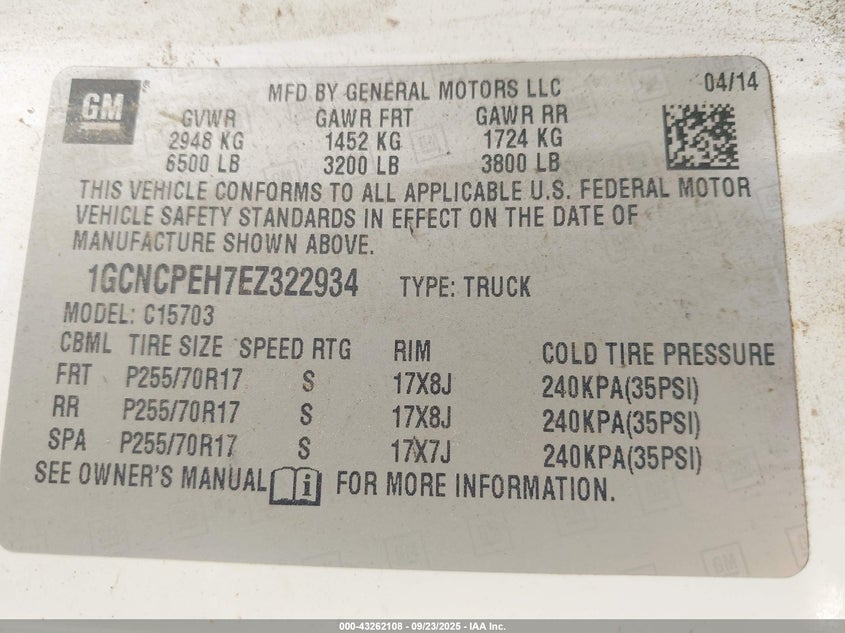 GM
MFD BY GENERAL MOTORS LLC 04/14
GVWR GAWR FRT GAWR RR
2948 KG 1452 KG 1724 KG
6500 LB 3200 LB 3800 LB
THIS VEHICLE CONFORMS TO ALL APPLICABLE U.S. FEDERAL MOTOR
VEHICLE SAFETY STANDARDS IN EFFECT ON THE DATE OF
MANUFACTURE SHOWN ABOVE.
1GCNCPEH7EZ322934 TYPE: TRUCK
MODEL: C15703
CBML TIRE SIZE SPEED RTG RIM COLD TIRE PRESSURE
FRT P255/70R17 S 17X8J 240KPA(35PSI)
RR P255/70R17 S 17X8J 240KPA(35PSI)
SPA P255/70R17 S 17X7J 240KPA(35PSI)
SEE OWNER'S MANUAL i FOR MORE INFORMATION.
000-43262108 - 09/23/2025 - IAA Inc.